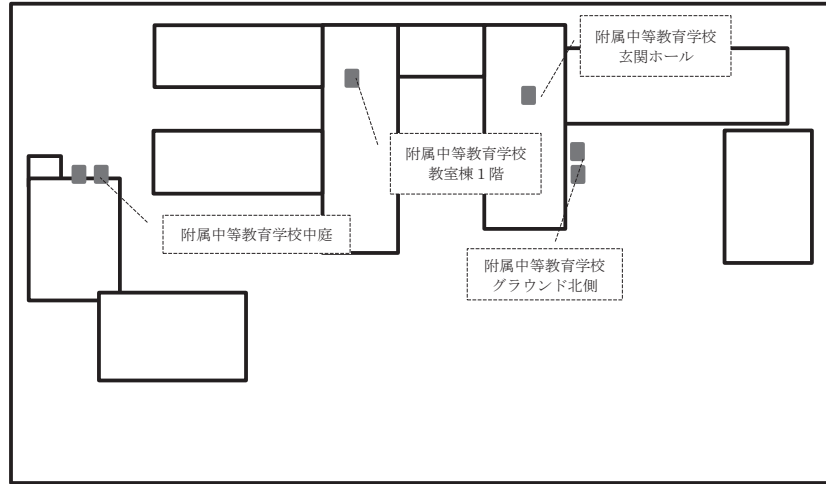 附属中等教育学校
玄関ホール
附属中等教育学校
教室棟１階
附属中等教育学校中庭
附属中等教育学校
グラウンド北側